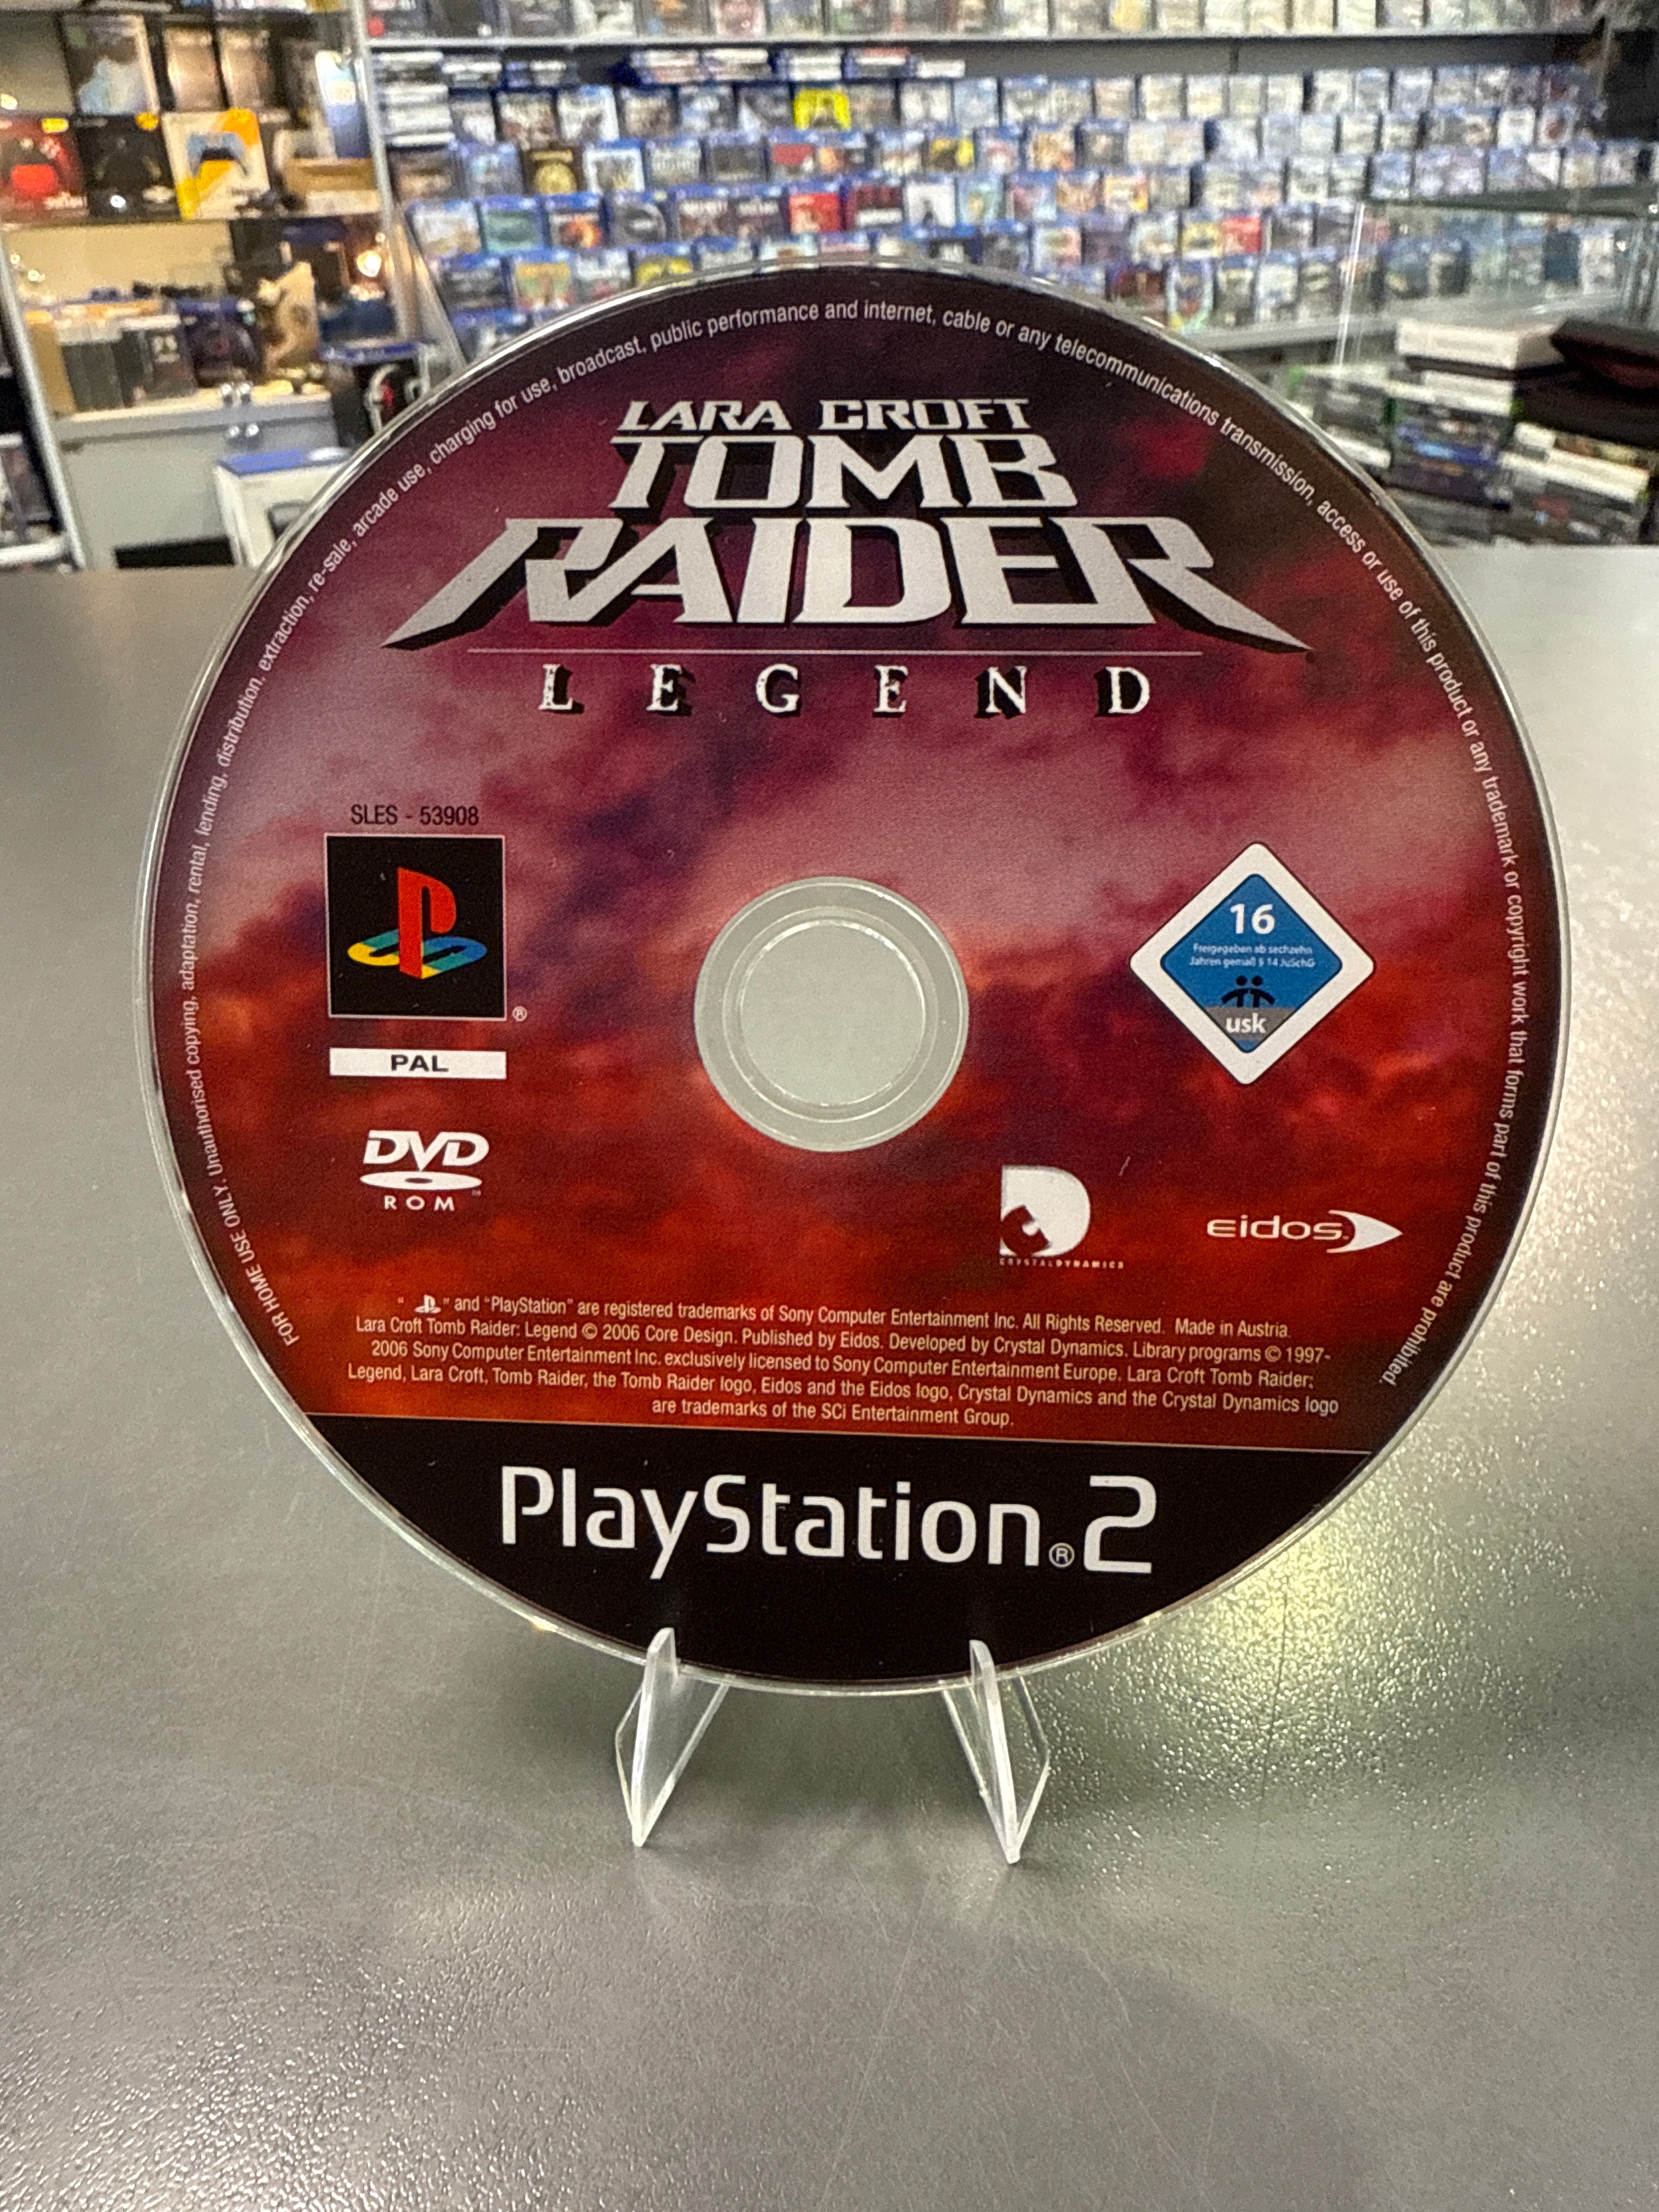 FOR HOME USE ONLY. Unauthorised copying, adaptation, rental, lending, distribution, extraction, re-sale, arcade use, charging for use, broadcast, public performance and internet, cable or any telecommunications transmission, access or use of this product or any trademark or copyright work that forms part of this product are prohibited.
LARA CROFT
TOMB
RAIDER
LEGEND
SLES - 53908
®
PAL
DVD
ROM
16
Freigegeben ab sechzehn
Jahren gemäß § 14 JuSchG
usk
CRYSTAL DYNAMICS
eidos
" " and "PlayStation" are registered trademarks of Sony Computer Entertainment Inc. All Rights Reserved. Made in Austria.
Lara Croft Tomb Raider: Legend © 2006 Core Design. Published by Eidos. Developed by Crystal Dynamics. Library programs © 1997-
2006 Sony Computer Entertainment Inc. exclusively licensed to Sony Computer Entertainment Europe. Lara Croft Tomb Raider:
Legend, Lara Croft, Tomb Raider, the Tomb Raider logo, Eidos and the Eidos logo, Crystal Dynamics and the Crystal Dynamics logo
are trademarks of the SCi Entertainment Group.
PlayStation®2